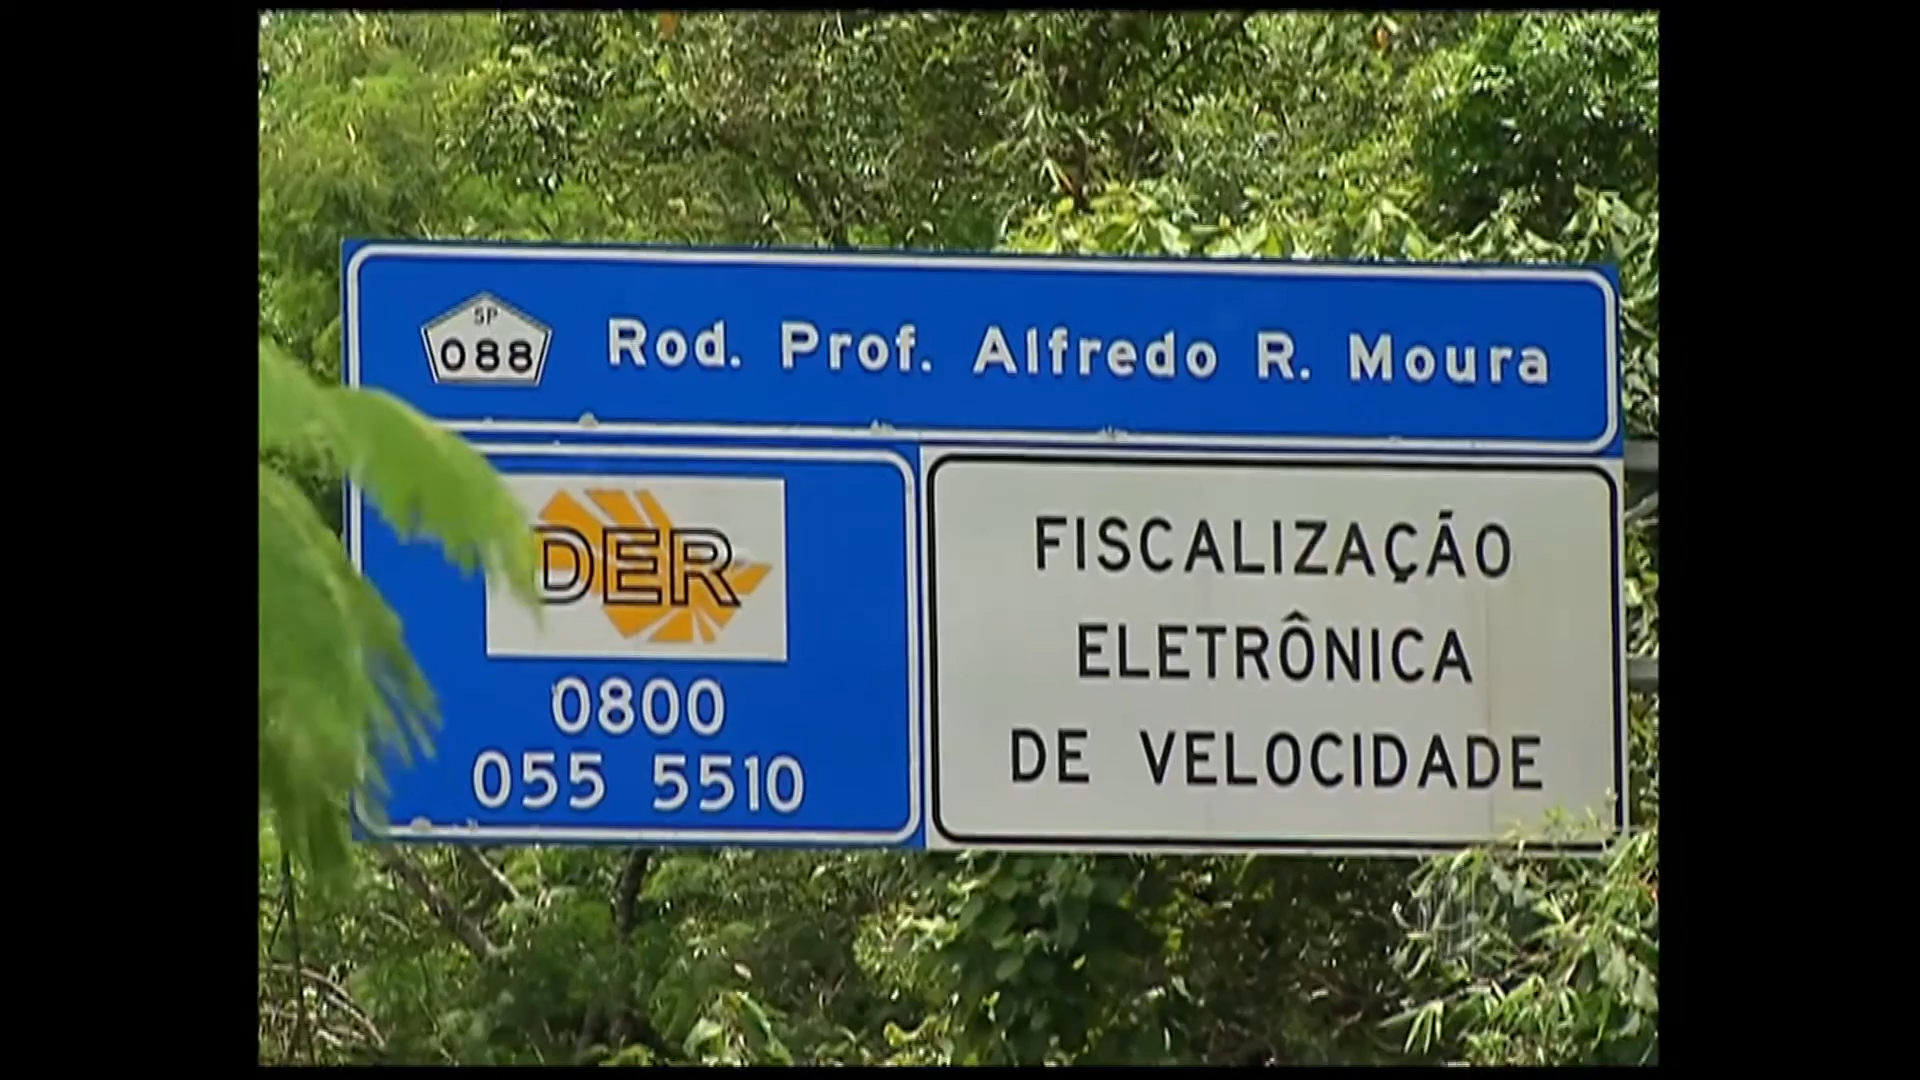 SP
088
Rod. Prof. Alfredo R. Moura
DER
0800
055 5510
FISCALIZAÇÃO
ELETRÔNICA
DE VELOCIDADE